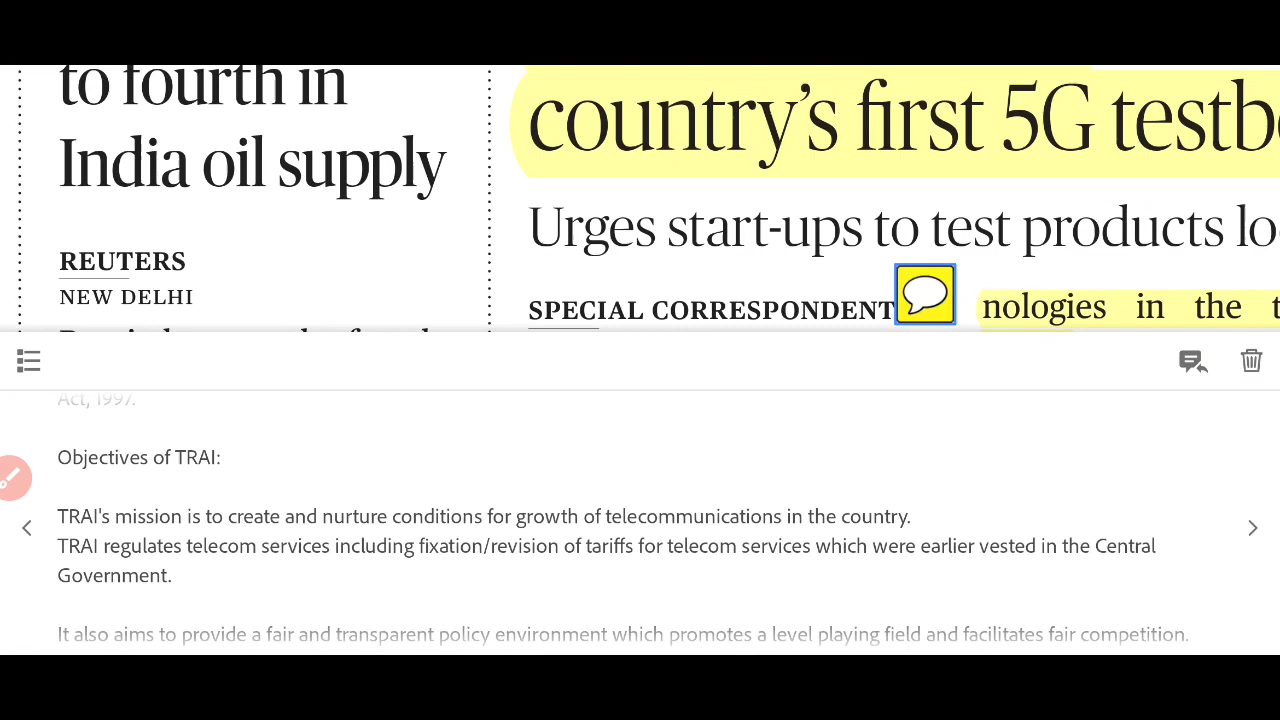 to fourth in
India oil supply
REUTERS
NEW DELHI
country's first 5G testb
Urges start-ups to test products lo
SPECIAL CORRESPONDENT
nologies in the t
Act, 1997.
Objectives of TRAI:
TRAI's mission is to create and nurture conditions for growth of telecommunications in the country.
TRAI regulates telecom services including fixation/revision of tariffs for telecom services which were earlier vested in the Central
Government.
It also aims to provide a fair and transparent policy environment which promotes a level playing field and facilitates fair competition.